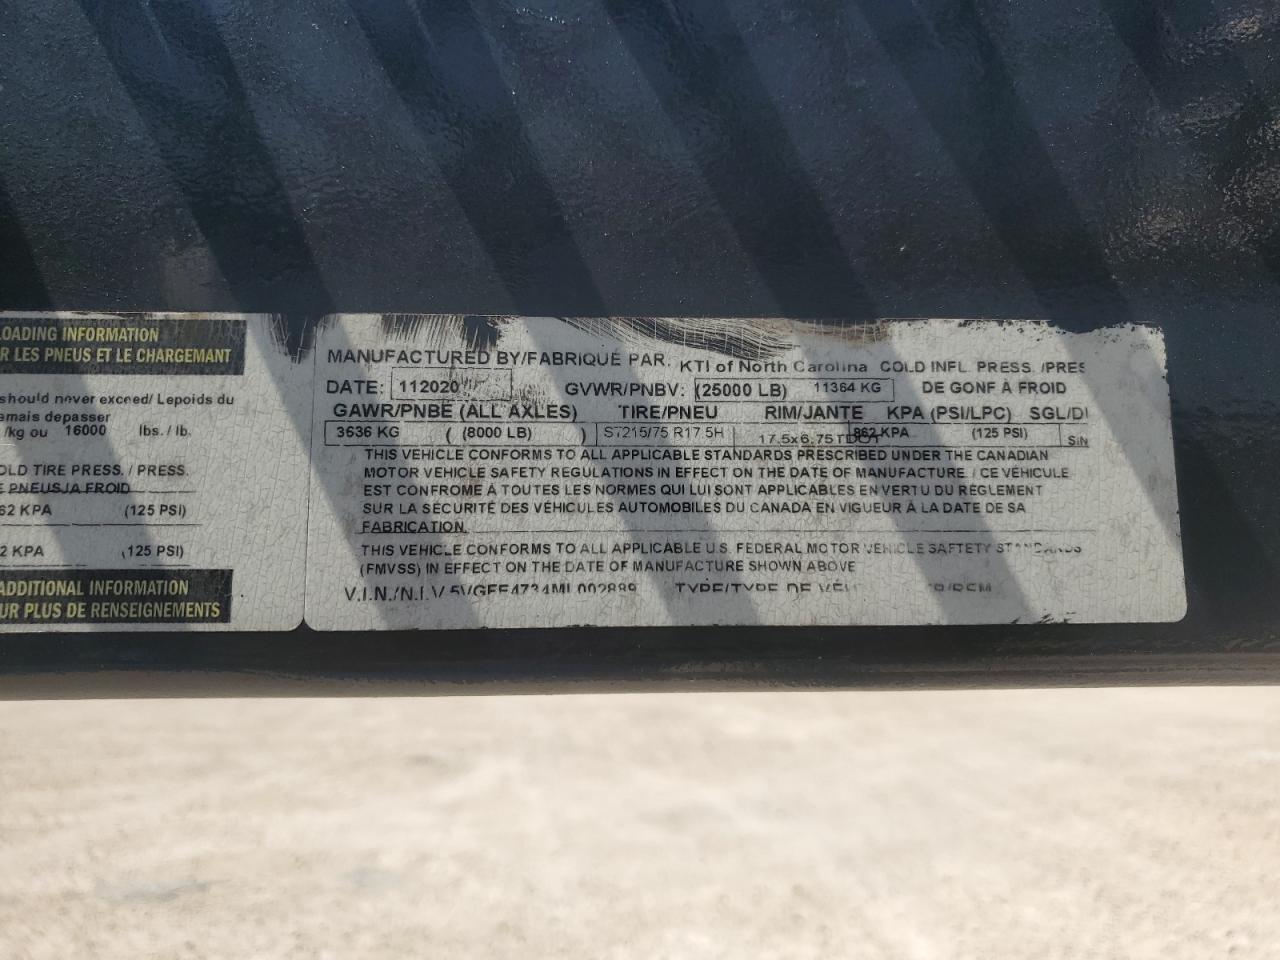 LOADING INFORMATION
R LES PNEUS ET LE CHARGEMANT
should never exceed/ Lepoids du
amais depasser
/kg ou 16000 lbs. / lb.
OLD TIRE PRESS. / PRESS.
E PNEUSJA FROID
62 KPA (125 PSI)
2 KPA (125 PSI)
ADDITIONAL INFORMATION
UR PLUS DE RENSEIGNEMENTS
MANUFACTURED BY/FABRIQUÉ PAR. KTI of North Carolina COLD INFL. PRESS. /PRES
DATE: 112020 GVWR/PNBV: (25000 LB) 11364 KG DE GONF À FROID
GAWR/PNBE (ALL AXLES) TIRE/PNEU RIM/JANTE KPA (PSI/LPC) SGL/DI
3636 KG ( (8000 LB) ) ST215/75 R17.5H 17.5x6.75TDOT 862 KPA (125 PSI) SIN
THIS VEHICLE CONFORMS TO ALL APPLICABLE STANDARDS PRESCRIBED UNDER THE CANADIAN
MOTOR VEHICLE SAFETY REGULATIONS IN EFFECT ON THE DATE OF MANUFACTURE / CE VÉHICULE
EST CONFROME À TOUTES LES NORMES QUI LUI SONT APPLICABLES EN VERTU DU RÈGLEMENT
SUR LA SÉCURITÉ DES VÉHICULES AUTOMOBILES DU CANADA EN VIGUEUR À LA DATE DE SA
FABRICATION.
THIS VEHICLE CONFORMS TO ALL APPLICABLE U.S. FEDERAL MOTOR VEHICLE SAFTETY STANDARDS
(FMVSS) IN EFFECT ON THE DATE OF MANUFACTURE SHOWN ABOVE
V.I.N./N.I.V. TYPE/TYPE DE